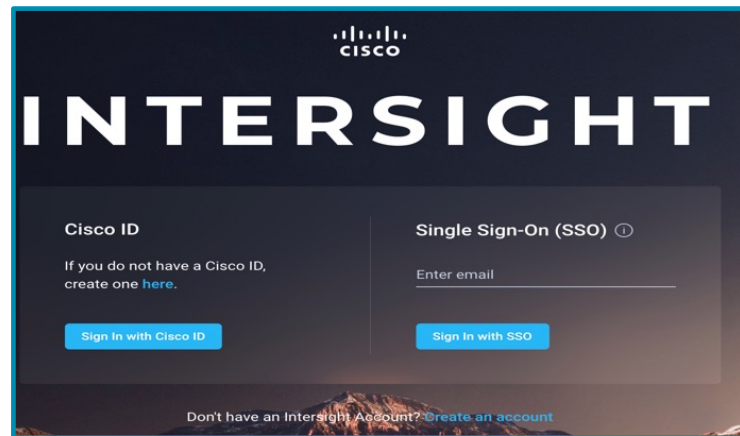 CISCO
INTERSIGHT
Cisco ID
If you do not have a Cisco ID,
create one here.
Sign In with Cisco ID
Single Sign-On (SSO)
Enter email
Sign In with SSO
Don't have an Intersight Account? Create an account